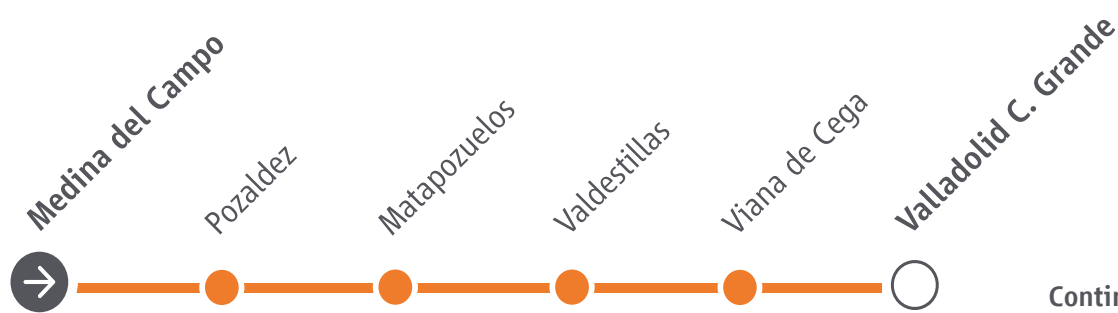 Medina del Campo
Pozaldez
Matapozuelos
Valdestillas
Viana de Cega
Valladolid C. Grande